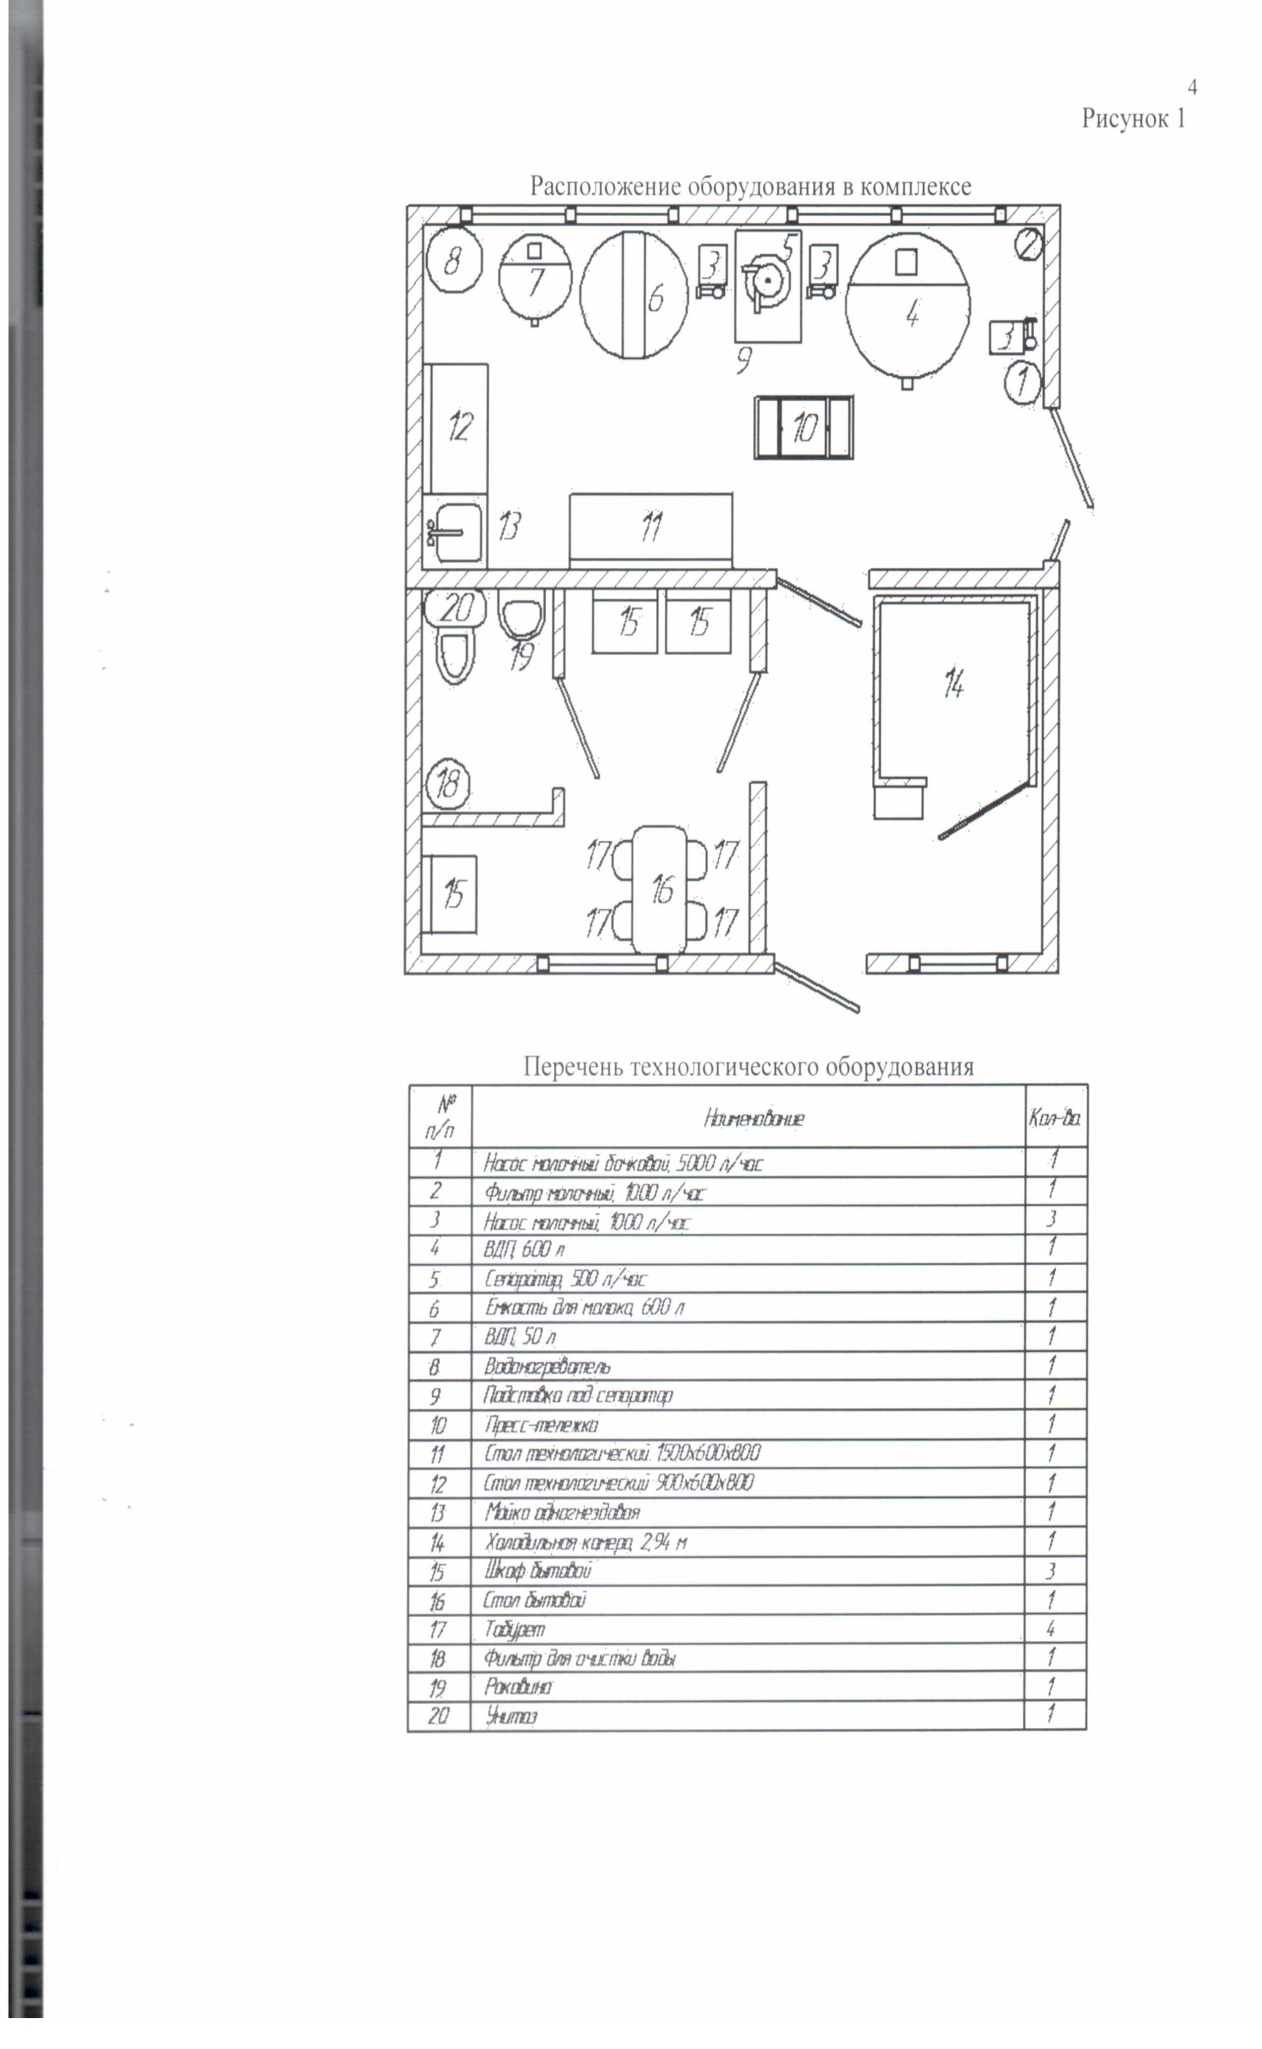 4
Рисунок 1
Расположение оборудования в комплексе
8
7
6
3
5
3
4
2
9
3
1
12
10
13
11
20
19
15
15
14
18
17
17
15
16
17
17
Перечень технологического оборудования
№ п/п Наименование Кол-во
1 Насос молочный бочковой, 5000 л/час 1
2 Фильтр молочный, 1000 л/час 1
3 Насос молочный, 1000 л/час 3
4 ВДП, 600 л 1
5 Сепаратор, 500 л/час 1
6 Емкость для молока, 600 л 1
7 ВДП, 50 л 1
8 Водонагреватель 1
9 Подставка под сепаратор 1
10 Пресс-тележка 1
11 Стол технологический 1500х600х800 1
12 Стол технологический 900х600х800 1
13 Мойка одногнездовая 1
14 Холодильная камера, 2,94 м 1
15 Шкаф бытовой 3
16 Стол бытовой 1
17 Табурет 4
18 Фильтр для очистки воды 1
19 Раковина 1
20 Унитаз 1